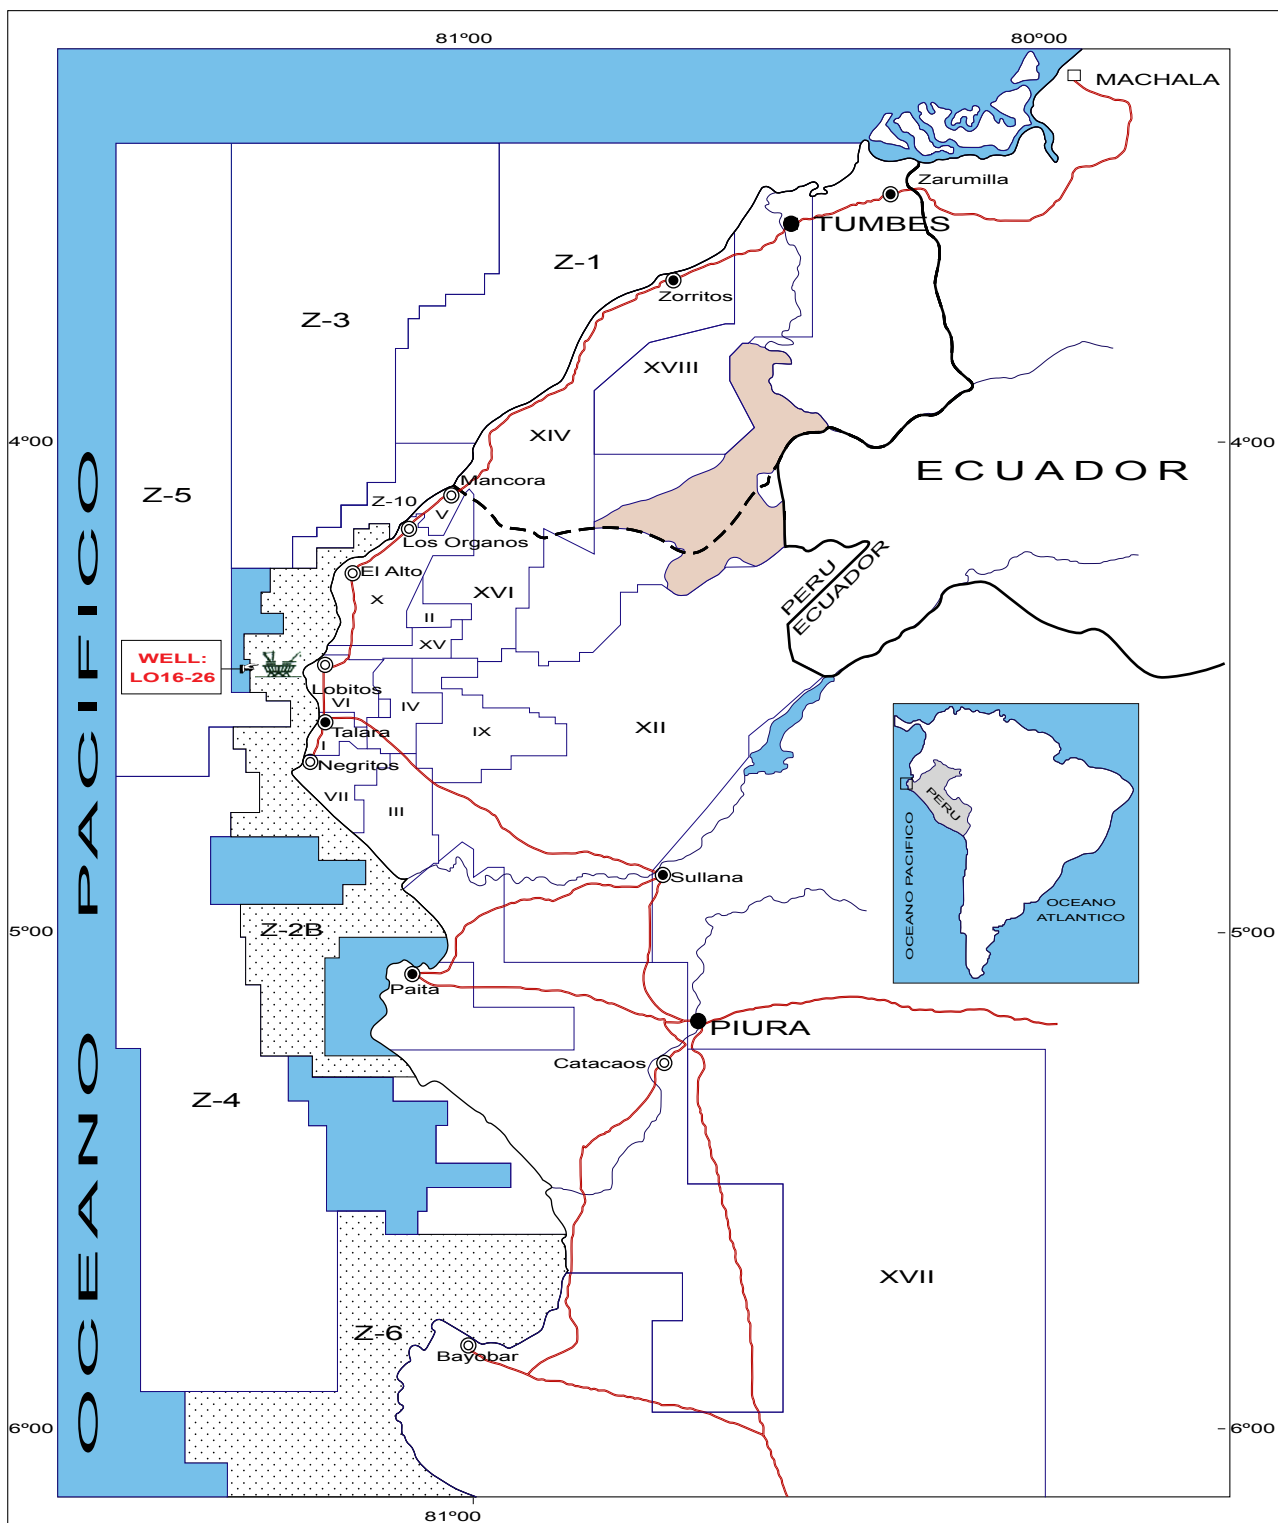 81º00
80º00
MACHALA
Zarumilla
TUMBES
Z-1
Zorritos
Z-3
XVIII
XIV
4º00
4º00
ECUADOR
Mancora
Z-5
Z-10
V
Los Organos
El Alto
PERU
ECUADOR
X
XVI
II
XV
WELL:
LO16-26
Lobitos
VI
IV
Talara
IX
XII
I
Negritos
VII
III
PERU
OCEANO PACIFICO
OCEANO
ATLANTICO
Sullana
Z-2B
5º00
5º00
Paita
PIURA
Catacaos
Z-4
XVII
Z-6
Bayobar
6º00
6º00
OCEANO PACIFICO
81º00